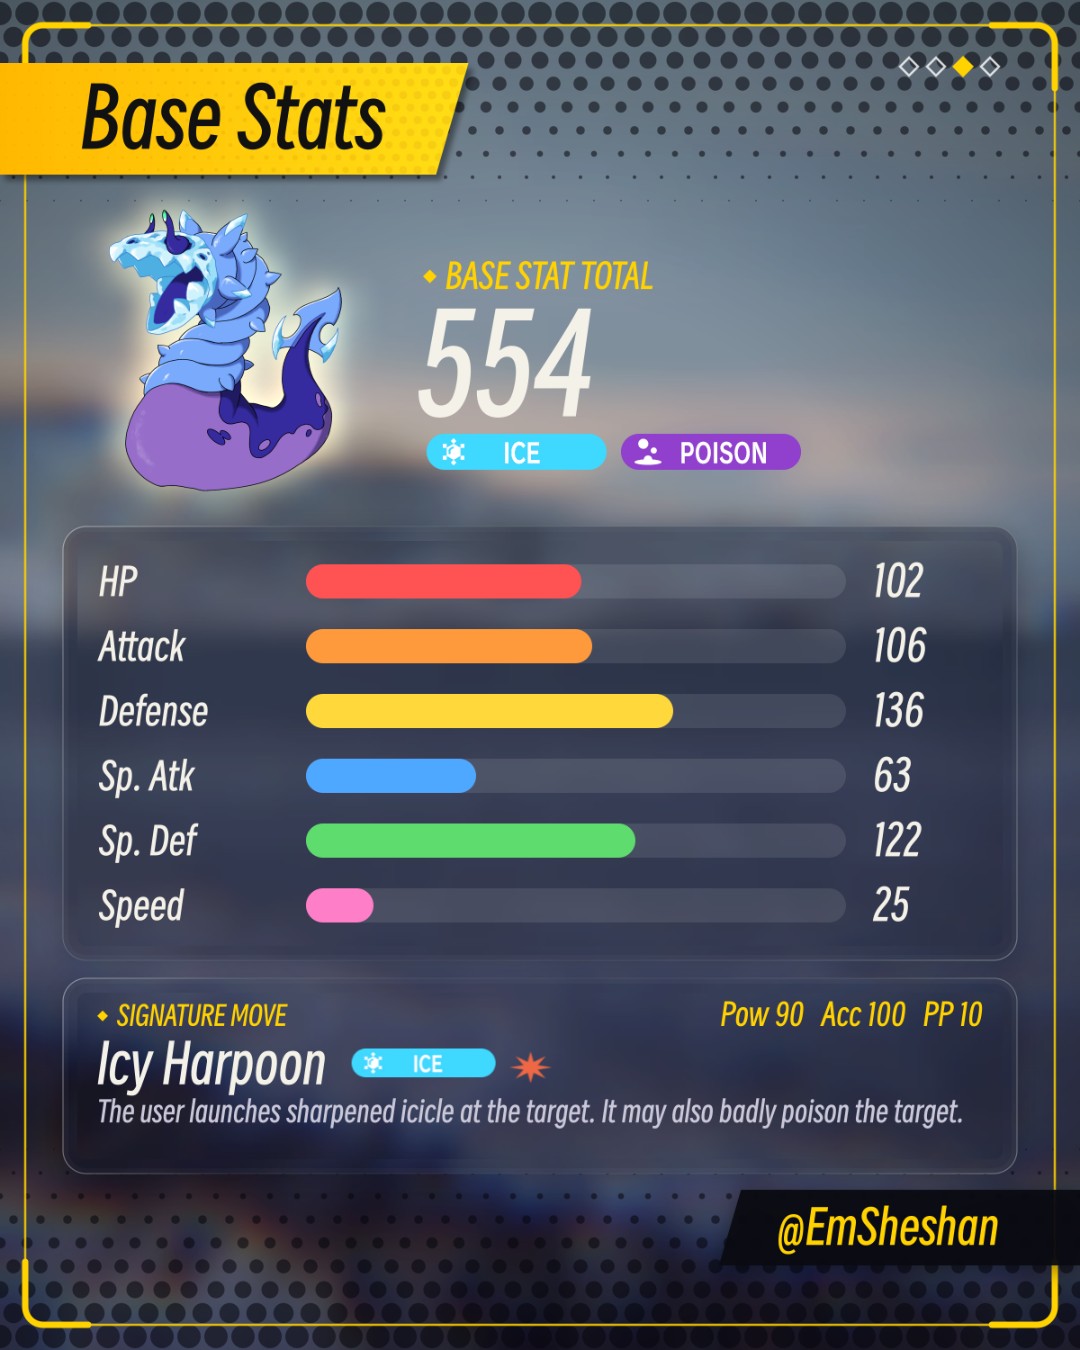 Base Stats
BASE STAT TOTAL
554
ICE POISON
HP 102
Attack 106
Defense 136
Sp. Atk 63
Sp. Def 122
Speed 25
SIGNATURE MOVE Pow 90 Acc 100 PP 10
Icy Harpoon ICE
The user launches sharpened icicle at the target. It may also badly poison the target.
@EmSheshan